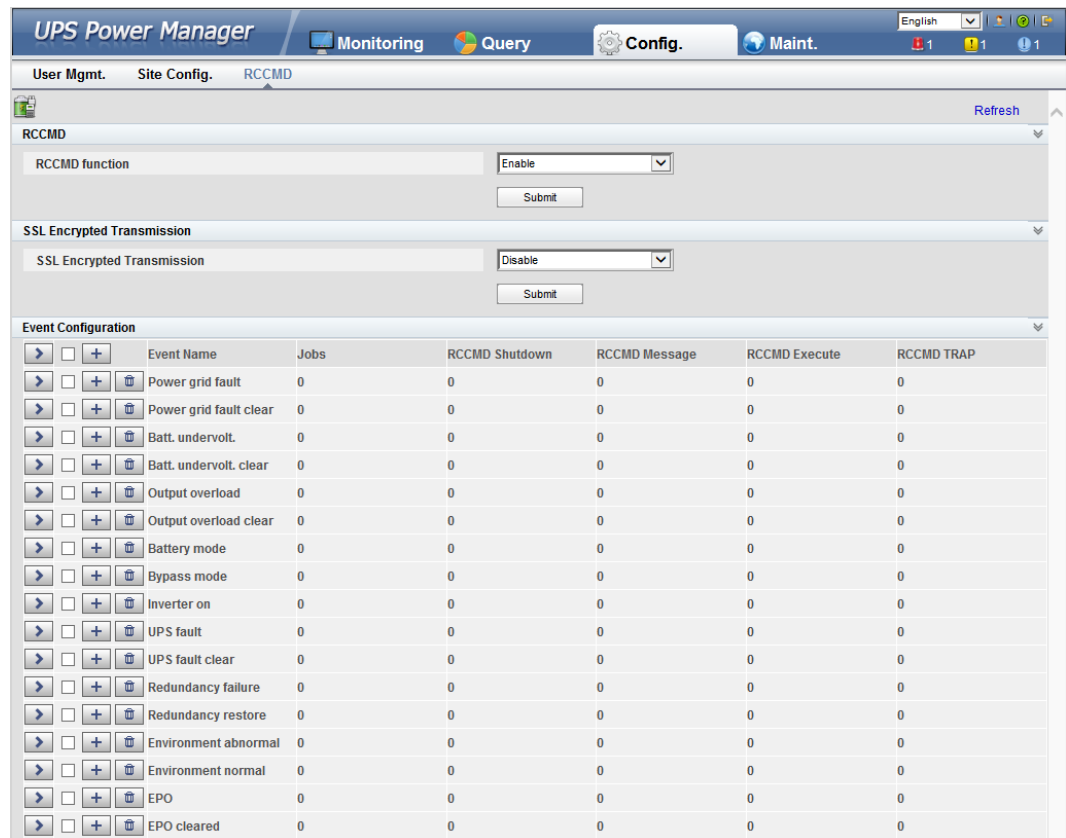 UPS Power Manager
Monitoring
Query
Config.
Maint.
English
1
1
1
User Mgmt. Site Config. RCCMD
Refresh
RCCMD
RCCMD function Enable
Submit
SSL Encrypted Transmission
SSL Encrypted Transmission Disable
Submit
Event Configuration
Event Name Jobs RCCMD Shutdown RCCMD Message RCCMD Execute RCCMD TRAP
Power grid fault 0 0 0 0 0
Power grid fault clear 0 0 0 0 0
Batt. undervolt. 0 0 0 0 0
Batt. undervolt. clear 0 0 0 0 0
Output overload 0 0 0 0 0
Output overload clear 0 0 0 0 0
Battery mode 0 0 0 0 0
Bypass mode 0 0 0 0 0
Inverter on 0 0 0 0 0
UPS fault 0 0 0 0 0
UPS fault clear 0 0 0 0 0
Redundancy failure 0 0 0 0 0
Redundancy restore 0 0 0 0 0
Environment abnormal 0 0 0 0 0
Environment normal 0 0 0 0 0
EPO 0 0 0 0 0
EPO cleared 0 0 0 0 0